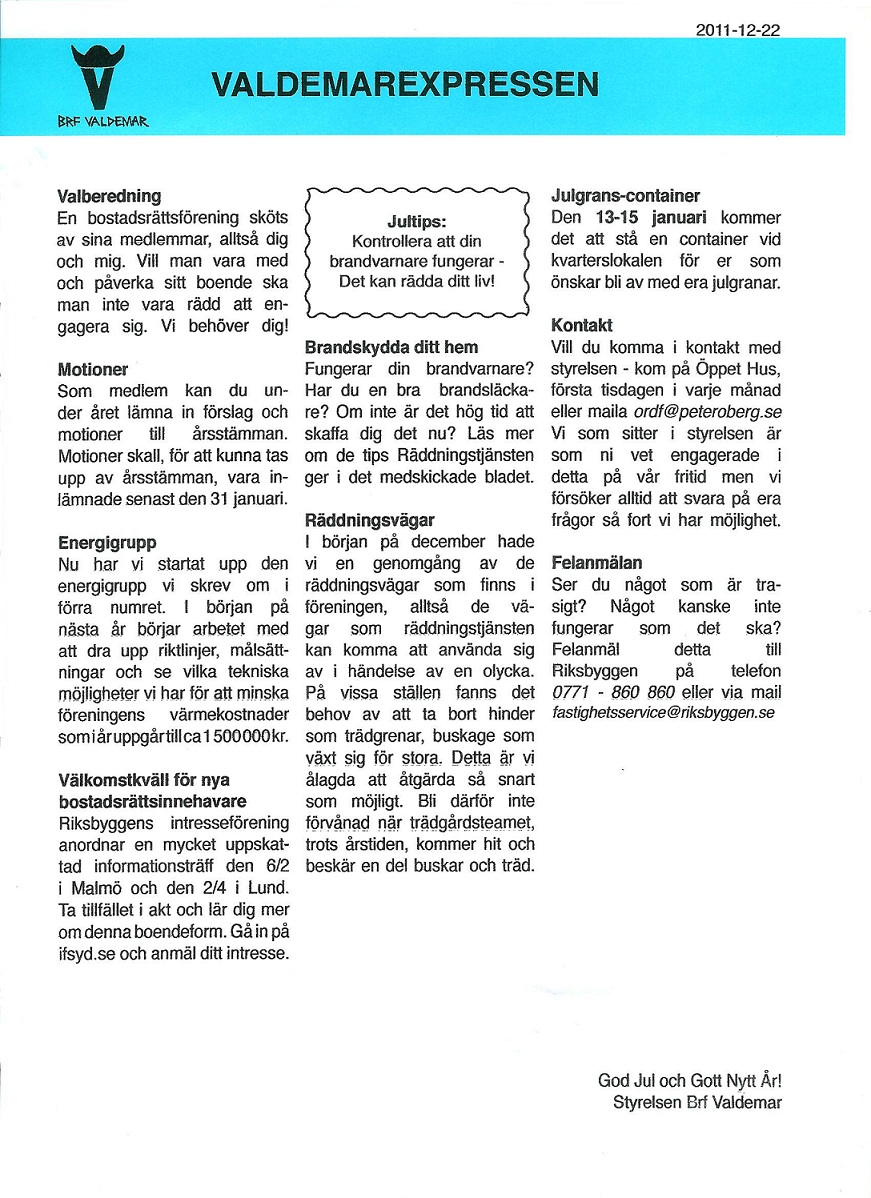 2011-12-22
VALDEMAREXPRESSEN
BRF VALDEMAR
Valberedning
En bostadsrättsförening sköts
av sina medlemmar, alltså dig
och mig. Vill man vara med
och påverka sitt boende ska
man inte vara rädd att en-
gagera sig. Vi behöver dig!
Motioner
Som medlem kan du un-
der året lämna in förslag och
motioner till årsstämman.
Motioner skall, för att kunna tas
upp av årsstämman, vara in-
lämnade senast den 31 januari.
Energigrupp
Nu har vi startat upp den
energigrupp vi skrev om i
förra numret. I början på
nästa år börjar arbetet med
att dra upp riktlinjer, målsätt-
ningar och se vilka tekniska
möjligheter vi har för att minska
föreningens värmekostnader
som i år uppgår till ca 1 500 000 kr.
Välkomstkväll för nya
bostadsrättsinnehavare
Riksbyggens intresseförening
anordnar en mycket uppskat-
tad informationsträff den 6/2
i Malmö och den 2/4 i Lund.
Ta tillfället i akt och lär dig mer
om denna boendeform. Gå in på
ifsyd.se och anmäl ditt intresse.
Jultips:
Kontrollera att din
brandvarnare fungerar -
Det kan rädda ditt liv!
Brandskydda ditt hem
Fungerar din brandvarnare?
Har du en bra brandsläcka-
re? Om inte är det hög tid att
skaffa dig det nu? Läs mer
om de tips Räddningstjänsten
ger i det medskickade bladet.
Räddningsvägar
I början på december hade
vi en genomgång av de
räddningsvägar som finns i
föreningen, alltså de vä-
gar som räddningstjänsten
kan komma att använda sig
av i händelse av en olycka.
På vissa ställen fanns det
behov av att ta bort hinder
som trädgrenar, buskage som
växt sig för stora. Detta är vi
ålagda att åtgärda så snart
som möjligt. Bli därför inte
förvånad när trädgårdsteamet,
trots årstiden, kommer hit och
beskär en del buskar och träd.
Julgrans-container
Den 13-15 januari kommer
det att stå en container vid
kvarterslokalen för er som
önskar bli av med era julgranar.
Kontakt
Vill du komma i kontakt med
styrelsen - kom på Öppet Hus,
första tisdagen i varje månad
eller maila ordf@peteroberg.se
Vi som sitter i styrelsen är
som ni vet engagerade i
detta på vår fritid men vi
försöker alltid att svara på era
frågor så fort vi har möjlighet.
Felanmälan
Ser du något som är tra-
sigt? Något kanske inte
fungerar som det ska?
Felanmäl detta till
Riksbyggen på telefon
0771 - 860 860 eller via mail
fastighetsservice@riksbyggen.se
God Jul och Gott Nytt År!
Styrelsen Brf Valdemar